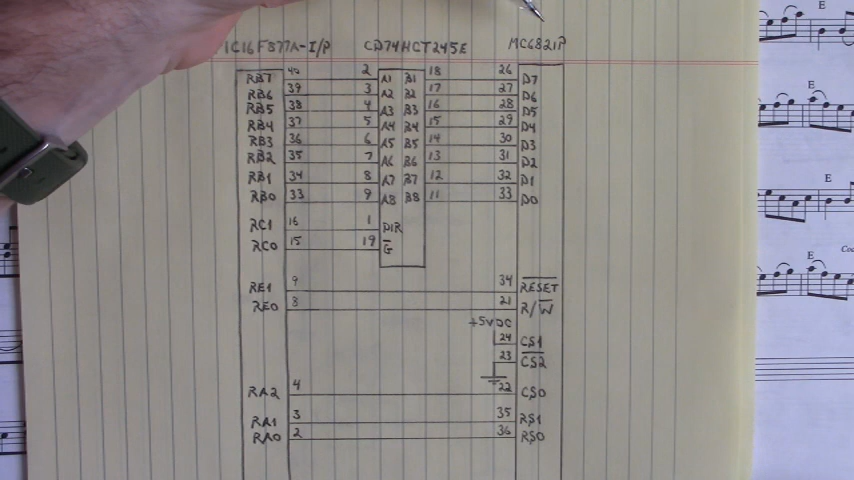 IC16F877A-I/P CD74HCT245E MC6821P
RB7 40 2 A1 B1 18 26 D7
RB6 39 3 A2 B2 17 27 D6
RB5 38 4 A3 B3 16 28 D5
RB4 37 5 A4 B4 15 29 D4
RB3 36 6 A5 B5 14 30 D3
RB2 35 7 A6 B6 13 31 D2
RB1 34 8 A7 B7 12 32 D1
RB0 33 9 A8 B8 11 33 D0
RC1 16 1 DIR
RC0 15 19 G
RE1 9 34 RESET
RE0 8 21 R/W
+5VDC
24 CS1
23 CS2
RA2 4 22 CS0
RA1 3 35 RS1
RA0 2 36 RS0
E
E
E
E